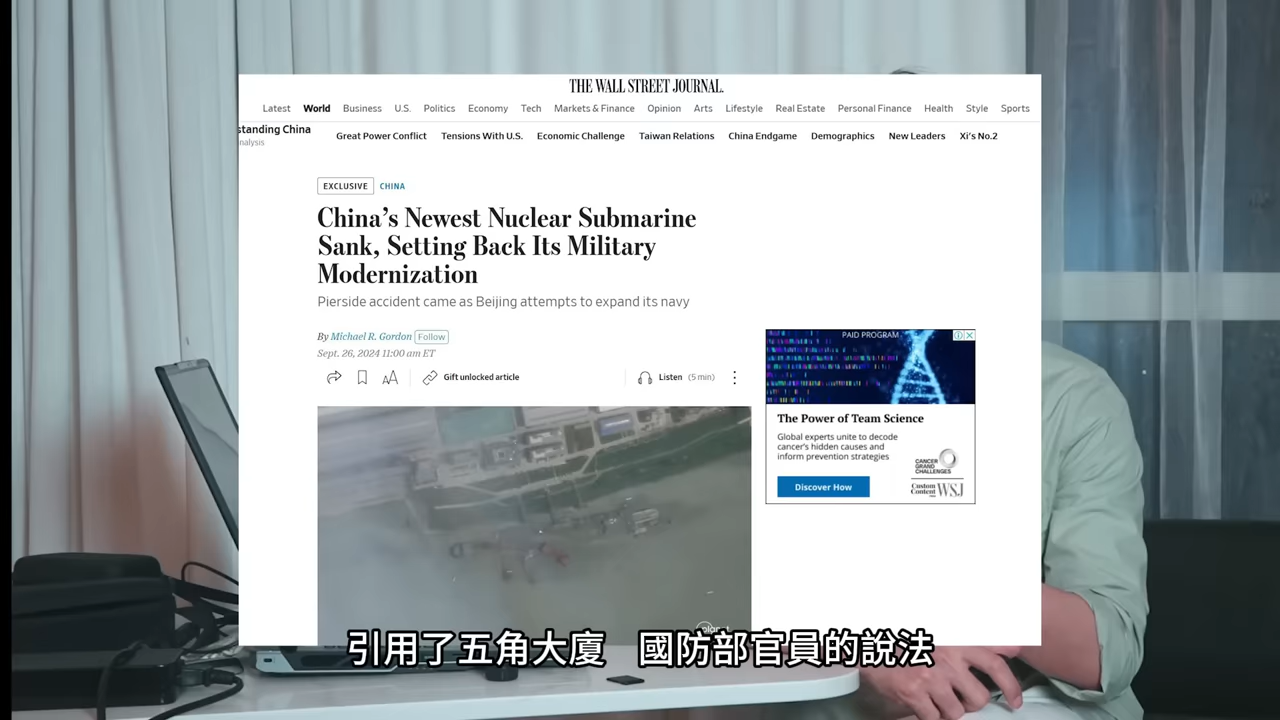 THE WALL STREET JOURNAL.
Latest World Business U.S. Politics Economy Tech Markets & Finance Opinion Arts Lifestyle Real Estate Personal Finance Health Style Sports
standing China
nalysis
Great Power Conflict Tensions With U.S. Economic Challenge Taiwan Relations China Endgame Demographics New Leaders Xi's No.2
EXCLUSIVE CHINA
China's Newest Nuclear Submarine
Sank, Setting Back Its Military
Modernization
Pierside accident came as Beijing attempts to expand its navy
By Michael R. Gordon Follow
Sept. 26, 2024 11:00 am ET
AA Gift unlocked article Listen (5 min)
PAID PROGRAM
The Power of Team Science
Global experts unite to decode
cancer's hidden causes and
inform prevention strategies
Discover How
CANCER
GRAND
CHALLENGES
Custom
Content
FROM
WSJ
planet
引用了五角大廈 國防部官員的說法